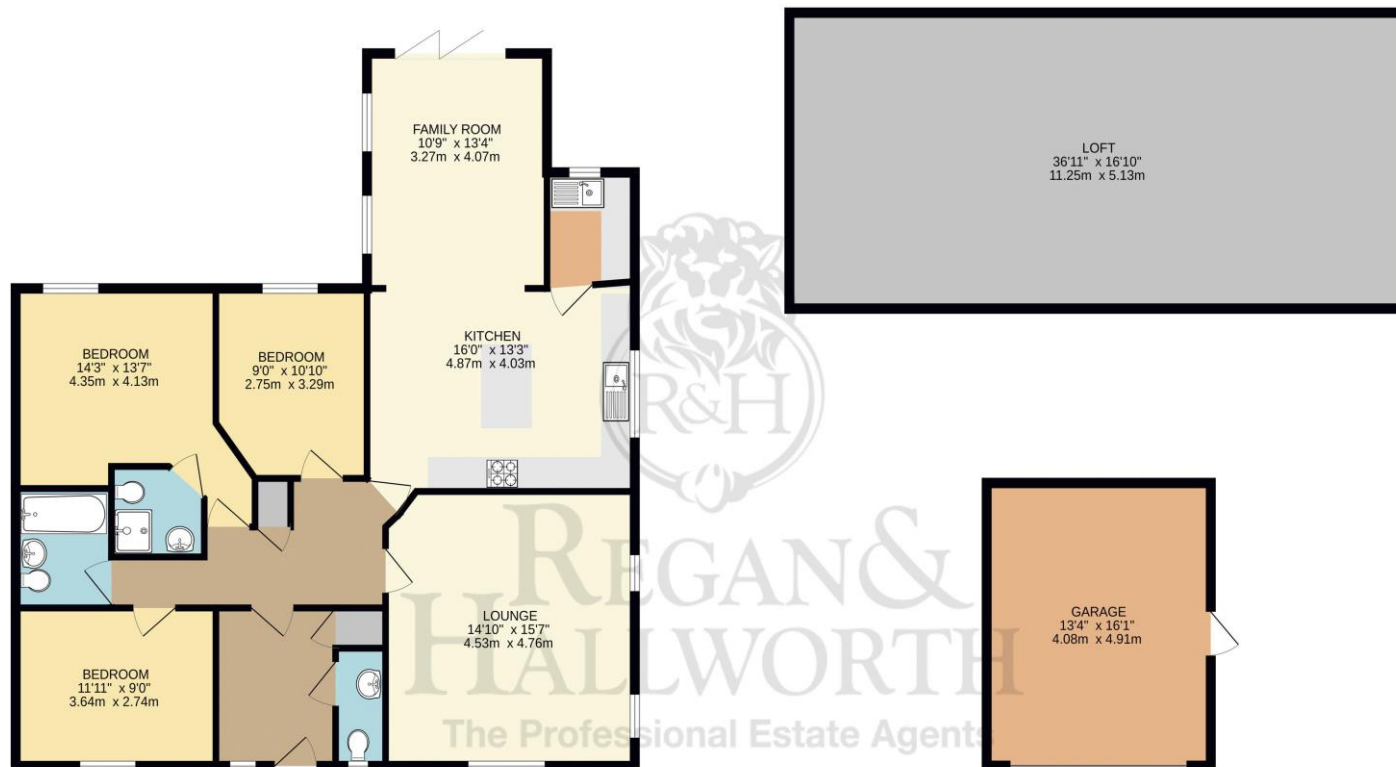 FAMILY ROOM
10'9" x 13'4"
3.27m x 4.07m
LOFT
36'11" x 16'10"
11.25m x 5.13m
BEDROOM
14'3" x 13'7"
4.35m x 4.13m
BEDROOM
9'0" x 10'10"
2.75m x 3.29m
KITCHEN
16'0" x 13'3"
4.87m x 4.03m
R&H
REGAN&
HALLWORTH
The Professional Estate Agents
LOUNGE
14'10" x 15'7"
4.53m x 4.76m
GARAGE
13'4" x 16'1"
4.08m x 4.91m
BEDROOM
11'11" x 9'0"
3.64m x 2.74m